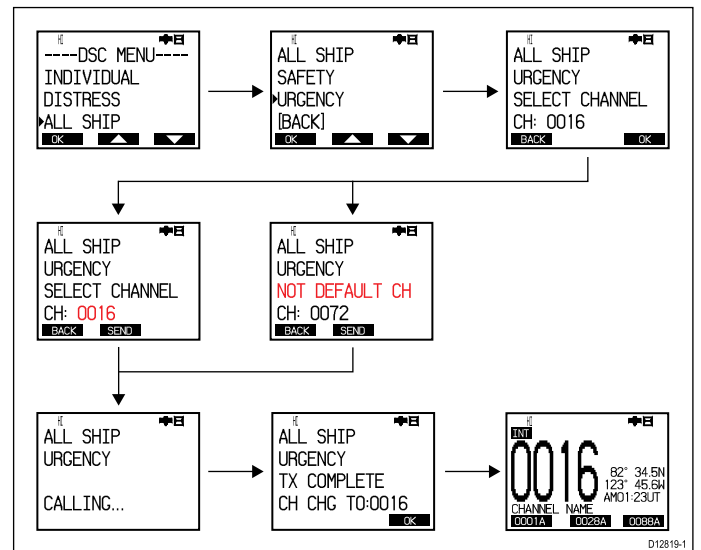 HI
----DSC MENU----
INDIVIDUAL
DISTRESS
ALL SHIP
OK
HI
ALL SHIP
SAFETY
URGENCY
[BACK]
OK
HI
ALL SHIP
URGENCY
SELECT CHANNEL
CH: 0016
BACK OK
HI
ALL SHIP
URGENCY
SELECT CHANNEL
CH: 0016
BACK SEND
HI
ALL SHIP
URGENCY
NOT DEFAULT CH
CH: 0072
BACK SEND
HI
ALL SHIP
URGENCY
CALLING...
HI
ALL SHIP
URGENCY
TX COMPLETE
CH CHG TO:0016
OK
HI
INT
0016
82° 34.5N
123° 45.6W
AM01:23UT
CHANNEL NAME
0001A 0028A 0088A
D12819-1